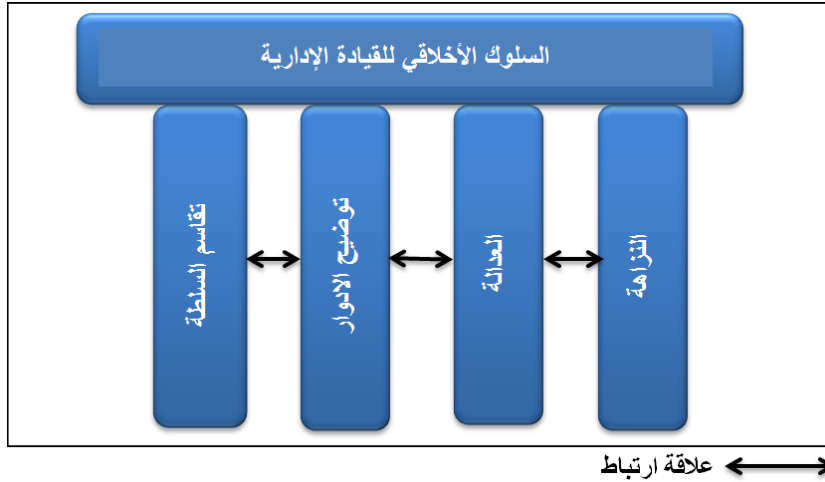 السلوك الأخلاقي للقيادة الإدارية
النزاهة
العدالة
توضيح الادوار
تقاسم السلطة
علاقة ارتباط